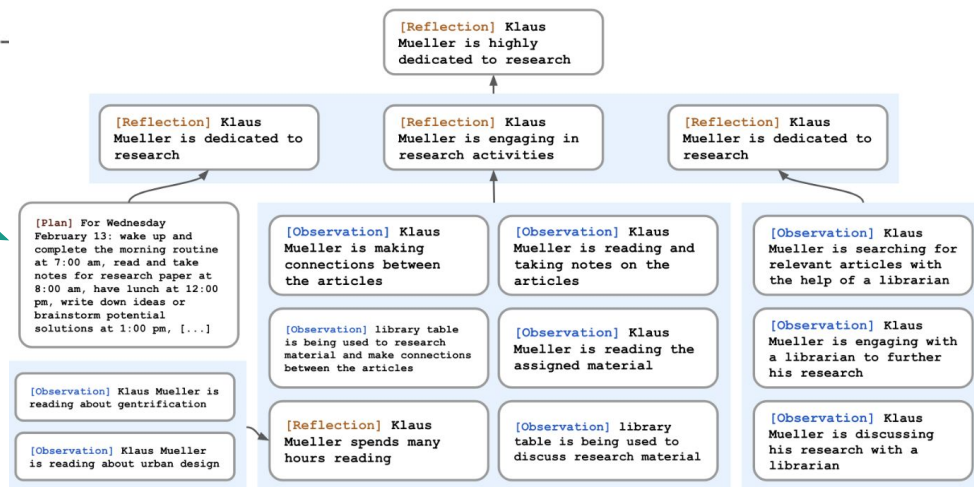 [Reflection] Klaus
Mueller is highly
dedicated to research
[Reflection] Klaus
Mueller is dedicated to
research
[Reflection] Klaus
Mueller is engaging in
research activities
[Reflection] Klaus
Mueller is dedicated to
research
[Plan] For Wednesday
February 13: wake up and
complete the morning routine
at 7:00 am, read and take
notes for research paper at
8:00 am, have lunch at 12:00
pm, write down ideas or
brainstorm potential
solutions at 1:00 pm, [...]
[Observation] Klaus Mueller is
reading about gentrification
[Observation] Klaus Mueller
is reading about urban design
[Observation] Klaus
Mueller is making
connections between
the articles
[Observation] Klaus
Mueller is reading and
taking notes on the
articles
[Observation] library table
is being used to research
material and make connections
between the articles
[Observation] Klaus
Mueller is reading the
assigned material
[Reflection] Klaus
Mueller spends many
hours reading
[Observation] library
table is being used to
discuss research material
[Observation] Klaus
Mueller is searching for
relevant articles with
the help of a librarian
[Observation] Klaus
Mueller is engaging with
a librarian to further
his research
[Observation] Klaus
Mueller is discussing
his research with a
librarian